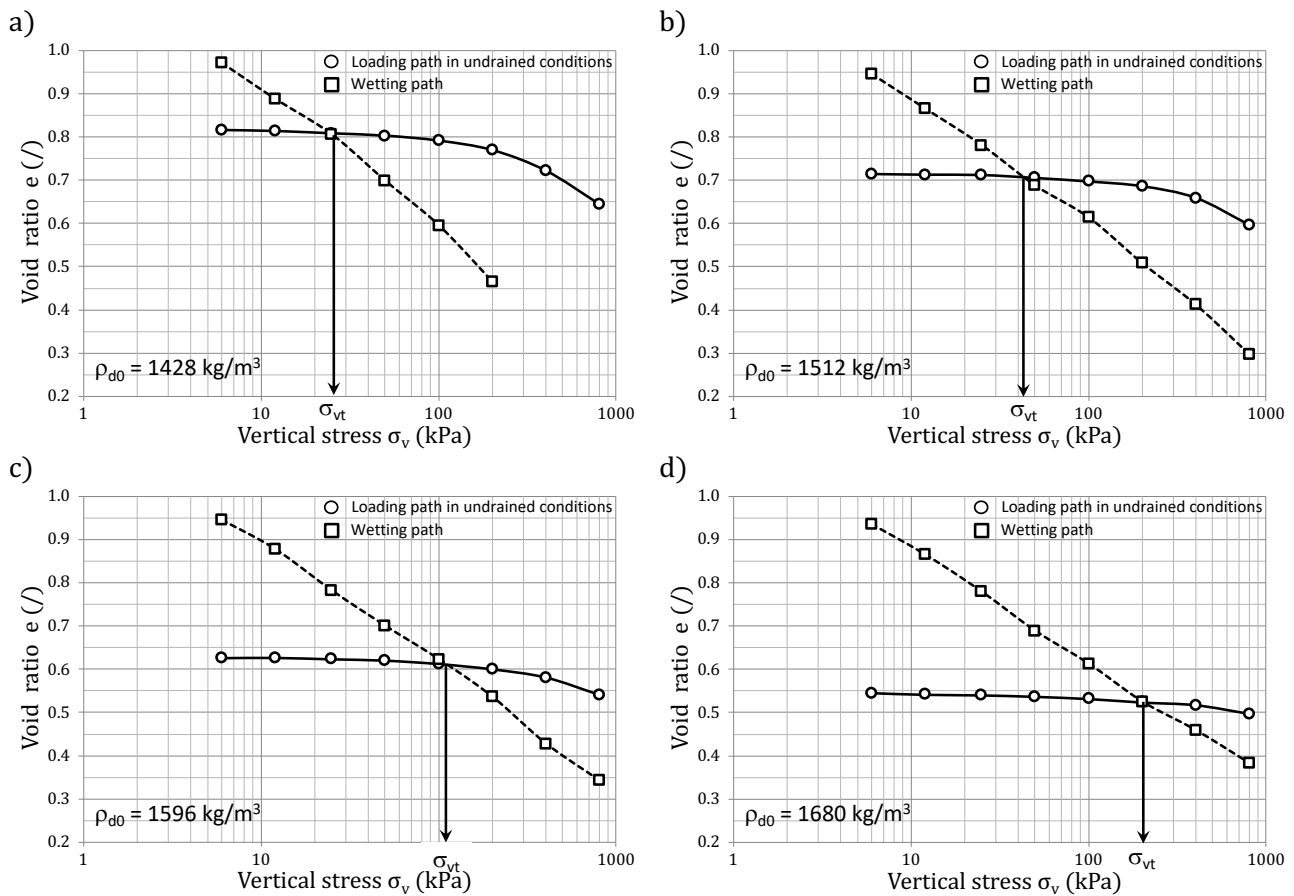 a)
Void ratio e (/)
1.0
0.9
0.8
0.7
0.6
0.5
0.4
0.3
0.2
Loading path in undrained conditions
Wetting path
ρd0 = 1428 kg/m³
1
10
100
1000
σvt
Vertical stress σv (kPa)
b)
Void ratio e (/)
1.0
0.9
0.8
0.7
0.6
0.5
0.4
0.3
0.2
Loading path in undrained conditions
Wetting path
ρd0 = 1512 kg/m³
1
10
100
1000
σvt
Vertical stress σv (kPa)
c)
Void ratio e (/)
1.0
0.9
0.8
0.7
0.6
0.5
0.4
0.3
0.2
Loading path in undrained conditions
Wetting path
ρd0 = 1596 kg/m³
1
10
1000
σvt
Vertical stress σv (kPa)
d)
Void ratio e (/)
1.0
0.9
0.8
0.7
0.6
0.5
0.4
0.3
0.2
Loading path in undrained conditions
Wetting path
ρd0 = 1680 kg/m³
1
10
100
1000
σvt
Vertical stress σv (kPa)